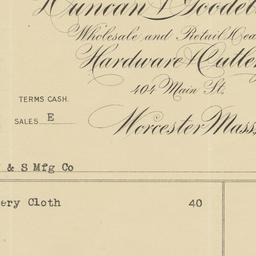 Duncan & Goodell
Wholesale and Retail Dea
Hardware & Cutler
404 Main St.
TERMS CASH.
SALES E
Worcester, Mass.
& S Mfg Co
ery Cloth 40